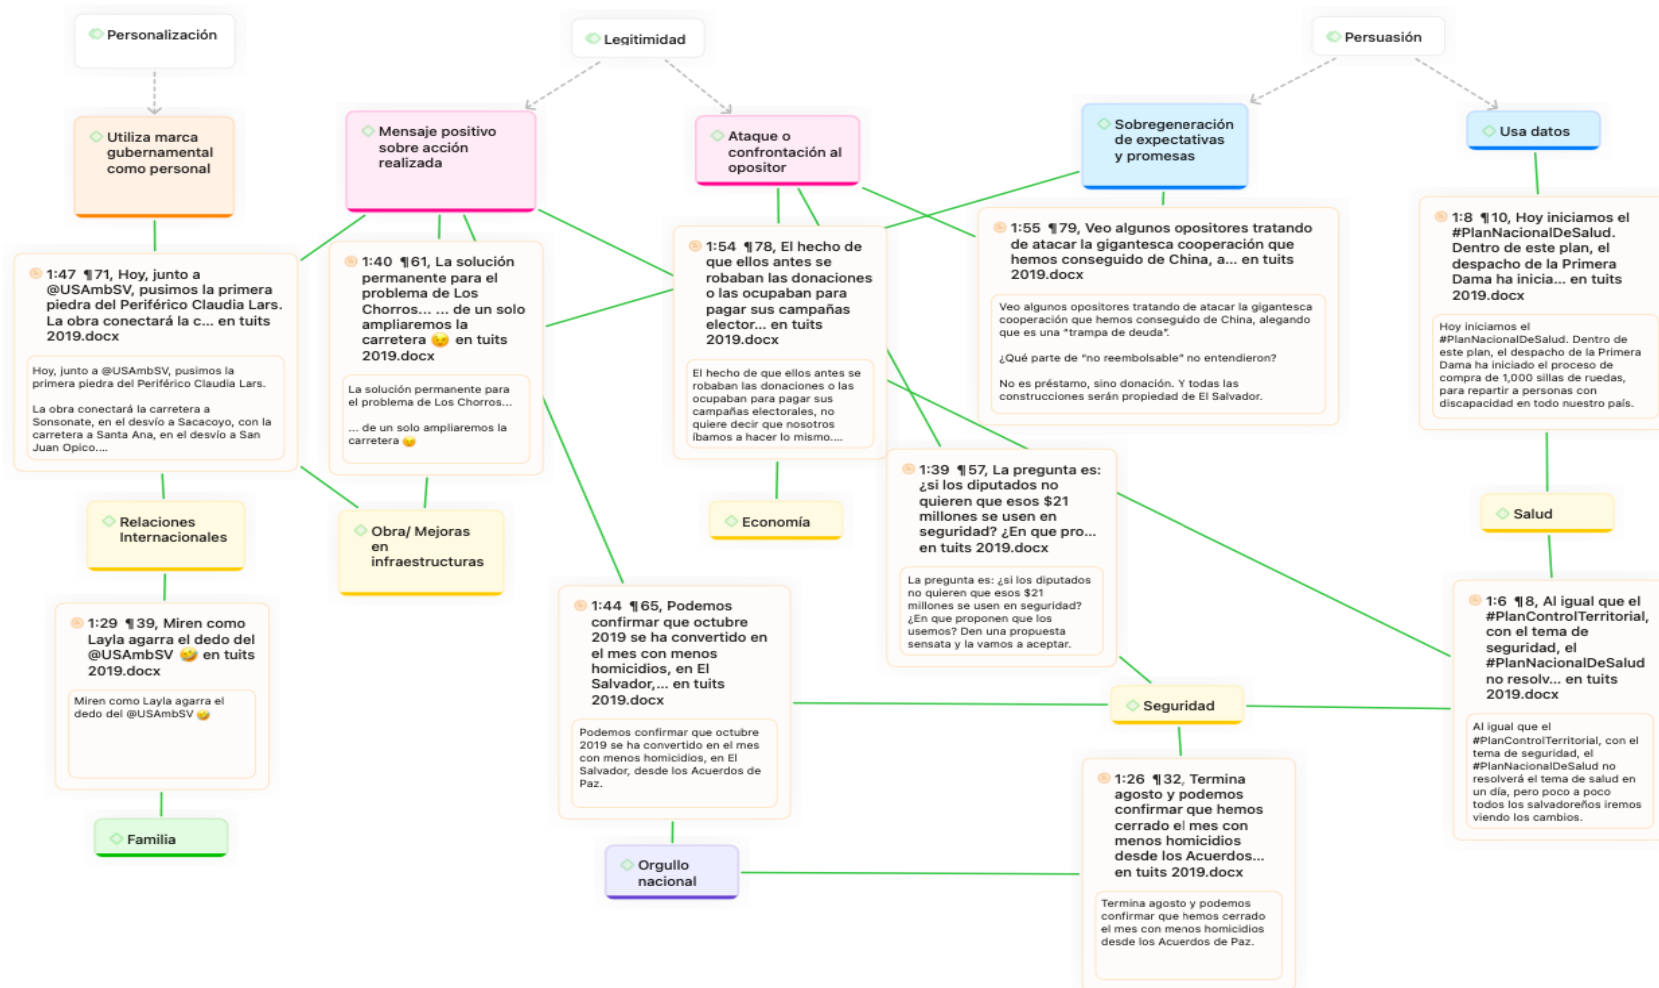 Personalización
Legitimidad
Persuasión
Utiliza marca
gubernamental
como personal
Mensaje positivo
sobre acción
realizada
Ataque o
confrontación al
opositor
Sobregeneración
de expectativas
y promesas
Usa datos
1:47 ¶71, Hoy, junto a
@USAmbSV, pusimos la primera
piedra del Periférico Claudia Lars.
La obra conectará la c... en tuits
2019.docx
Hoy, junto a @USAmbSV, pusimos la
primera piedra del Periférico Claudia Lars.
La obra conectará la carretera a
Sonsonate, en el desvío a Sacacoyo, con la
carretera a Santa Ana, en el desvío a San
Juan Opico....
1:40 ¶61, La solución
permanente para el
problema de Los
Chorros... ... de un solo
ampliaremos la
carretera 😉 en tuits
2019.docx
La solución permanente para
el problema de Los Chorros...
... de un solo ampliaremos la
carretera 😉
1:54 ¶78, El hecho de
que ellos antes se
robaban las donaciones
o las ocupaban para
pagar sus campañas
elector... en tuits
2019.docx
El hecho de que ellos antes se
robaban las donaciones o las
ocupaban para pagar sus
campañas electorales, no
quiere decir que nosotros
íbamos a hacer lo mismo....
1:55 ¶79, Veo algunos opositores tratando
de atacar la gigantesca cooperación que
hemos conseguido de China, a... en tuits
2019.docx
Veo algunos opositores tratando de atacar la gigantesca
cooperación que hemos conseguido de China, alegando
que es una “trampa de deuda”.
¿Qué parte de “no reembolsable” no entendieron?
No es préstamo, sino donación. Y todas las
construcciones serán propiedad de El Salvador.
1:8 ¶10, Hoy iniciamos el
#PlanNacionalDeSalud.
Dentro de este plan, el
despacho de la Primera
Dama ha inicia... en tuits
2019.docx
Hoy iniciamos el
#PlanNacionalDeSalud. Dentro de
este plan, el despacho de la Primera
Dama ha iniciado el proceso de
compra de 1,000 sillas de ruedas,
para repartir a personas con
discapacidad en todo nuestro país.
Relaciones
Internacionales
Obra/ Mejoras
en
infraestructuras
Economía
1:39 ¶57, La pregunta es:
¿si los diputados no
quieren que esos $21
millones se usen en
seguridad? ¿En que pro...
en tuits 2019.docx
La pregunta es: ¿si los diputados
no quieren que esos $21
millones se usen en seguridad?
¿En que proponen que los
usemos? Den una propuesta
sensata y la vamos a aceptar.
Salud
1:29 ¶39, Miren como
Layla agarra el dedo del
@USAmbSV 🤣 en tuits
2019.docx
Miren como Layla agarra el
dedo del @USAmbSV 🤣
1:44 ¶65, Podemos
confirmar que octubre
2019 se ha convertido en
el mes con menos
homicidios, en El
Salvador,... en tuits
2019.docx
Podemos confirmar que octubre
2019 se ha convertido en el mes
con menos homicidios, en El
Salvador, desde los Acuerdos de
Paz.
Seguridad
1:6 ¶8, Al igual que el
#PlanControlTerritorial,
con el tema de
seguridad, el
#PlanNacionalDeSalud
no resolv... en tuits
2019.docx
Al igual que el
#PlanControlTerritorial, con el
tema de seguridad, el
#PlanNacionalDeSalud no
resolverá el tema de salud en
un día, pero poco a poco
todos los salvadoreños iremos
viendo los cambios.
1:26 ¶32, Termina
agosto y podemos
confirmar que hemos
cerrado el mes con
menos homicidios
desde los Acuerdos...
en tuits 2019.docx
Termina agosto y podemos
confirmar que hemos cerrado
el mes con menos homicidios
desde los Acuerdos de Paz.
Familia
Orgullo
nacional